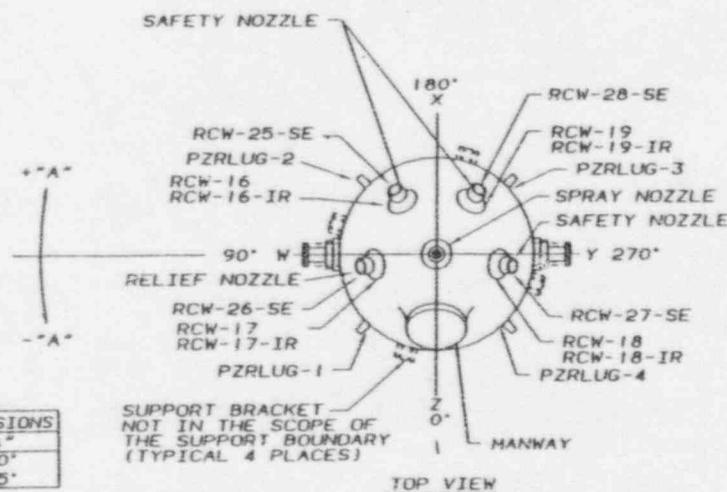 SAFETY NOZZLE
180°
X
RCW-28-SE
RCW-25-SE
RCW-19
RCW-19-IR
PZRLUG-2
PZRLUG-3
+"A"
RCW-16
RCW-16-IR
SPRAY NOZZLE
SAFETY NOZZLE
90° W
Y 270°
RELIEF NOZZLE
RCW-26-SE
RCW-27-SE
RCW-17
RCW-17-IR
RCW-18
RCW-18-IR
-"A"
PZRLUG-1
PZRLUG-4
SUPPORT BRACKET
NOT IN THE SCOPE OF
THE SUPPORT BOUNDARY
(TYPICAL 4 PLACES)
Z
0°
MANWAY
SIONS
0°
5°
TOP VIEW